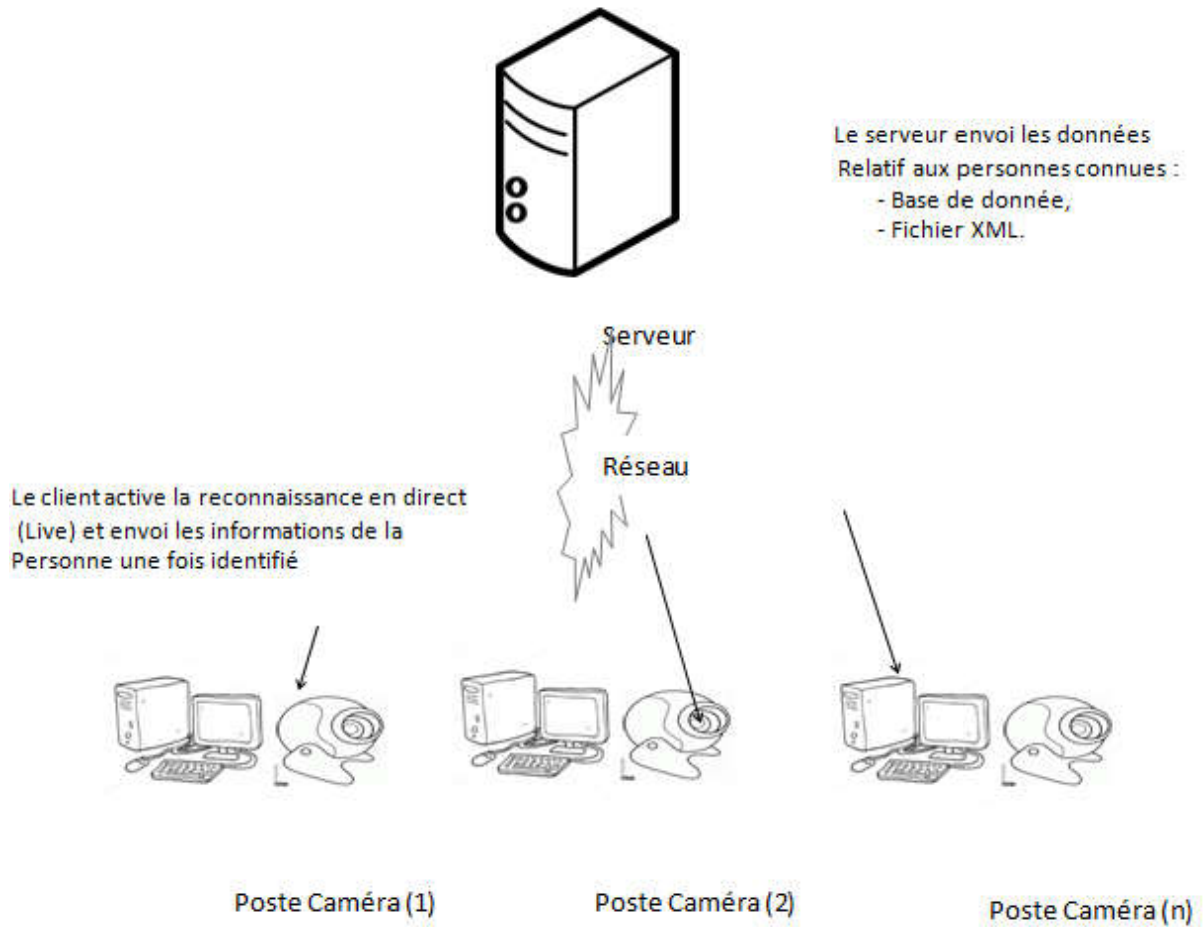 Le serveur envoi les données
Relatif aux personnes connues :
- Base de donnée,
- Fichier XML.
Serveur
Réseau
Le client active la reconnaissance en direct
(Live) et envoi les informations de la
Personne une fois identifié
Poste Caméra (1)
Poste Caméra (2)
Poste Caméra (n)